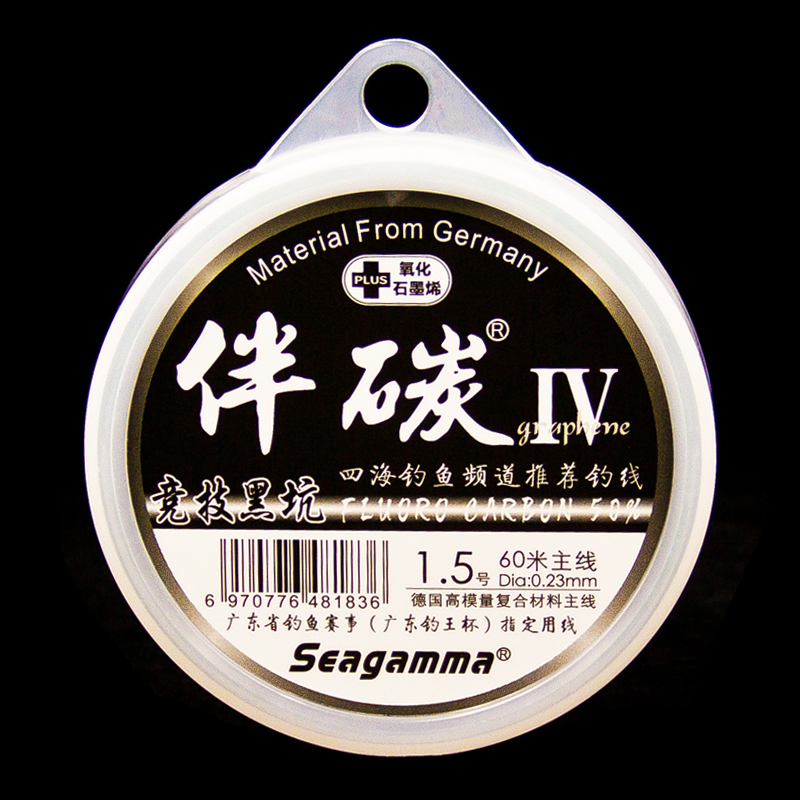 Material From Germany
PLUS 氧化
石墨烯
伴碳® IV
graphene
四海钓鱼频道推荐钓线
竞技黑坑 FLUORO CARBON 50%
1.5号 60米主线
Dia:0.23mm
6 970776 481836 德国高模量复合材料主线
广东省钓鱼赛事(广东钓王杯)指定用线
Seagamma®